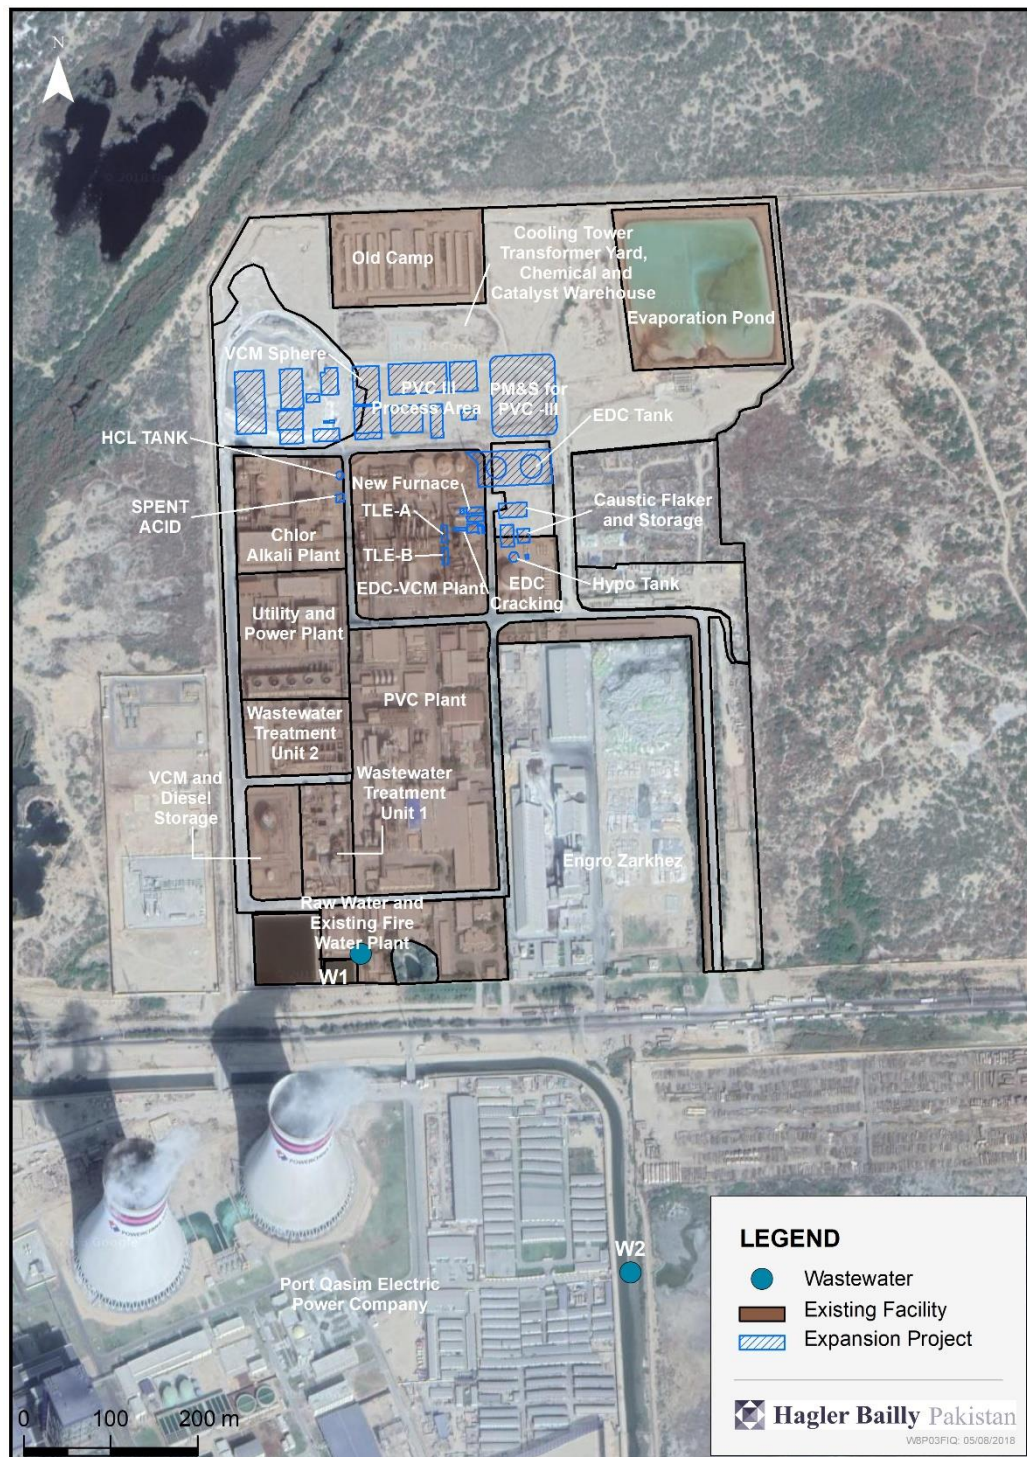 N
Old Camp
Cooling Tower
Transformer Yard,
Chemical and
Catalyst Warehouse
Evaporation Pond
VCM Sphere
PVC III
Process Area
PM&S for
PVC -III
EDC Tank
HCL TANK
SPENT
ACID
New Furnace
TLE-A
TLE-B
Caustic Flaker
and Storage
Chlor
Alkali Plant
EDC-VCM Plant
EDC
Cracking
Hypo Tank
Utility and
Power Plant
PVC Plant
Wastewater
Treatment
Unit 2
VCM and
Diesel
Storage
Wastewater
Treatment
Unit 1
Engro Zarkhez
Raw Water and
Existing Fire
Water Plant
W1
W2
Port Qasim Electric
Power Company
LEGEND
Wastewater
Existing Facility
Expansion Project
Hagler Bailly Pakistan
W8P03FIQ: 05/08/2018
0 100 200 m